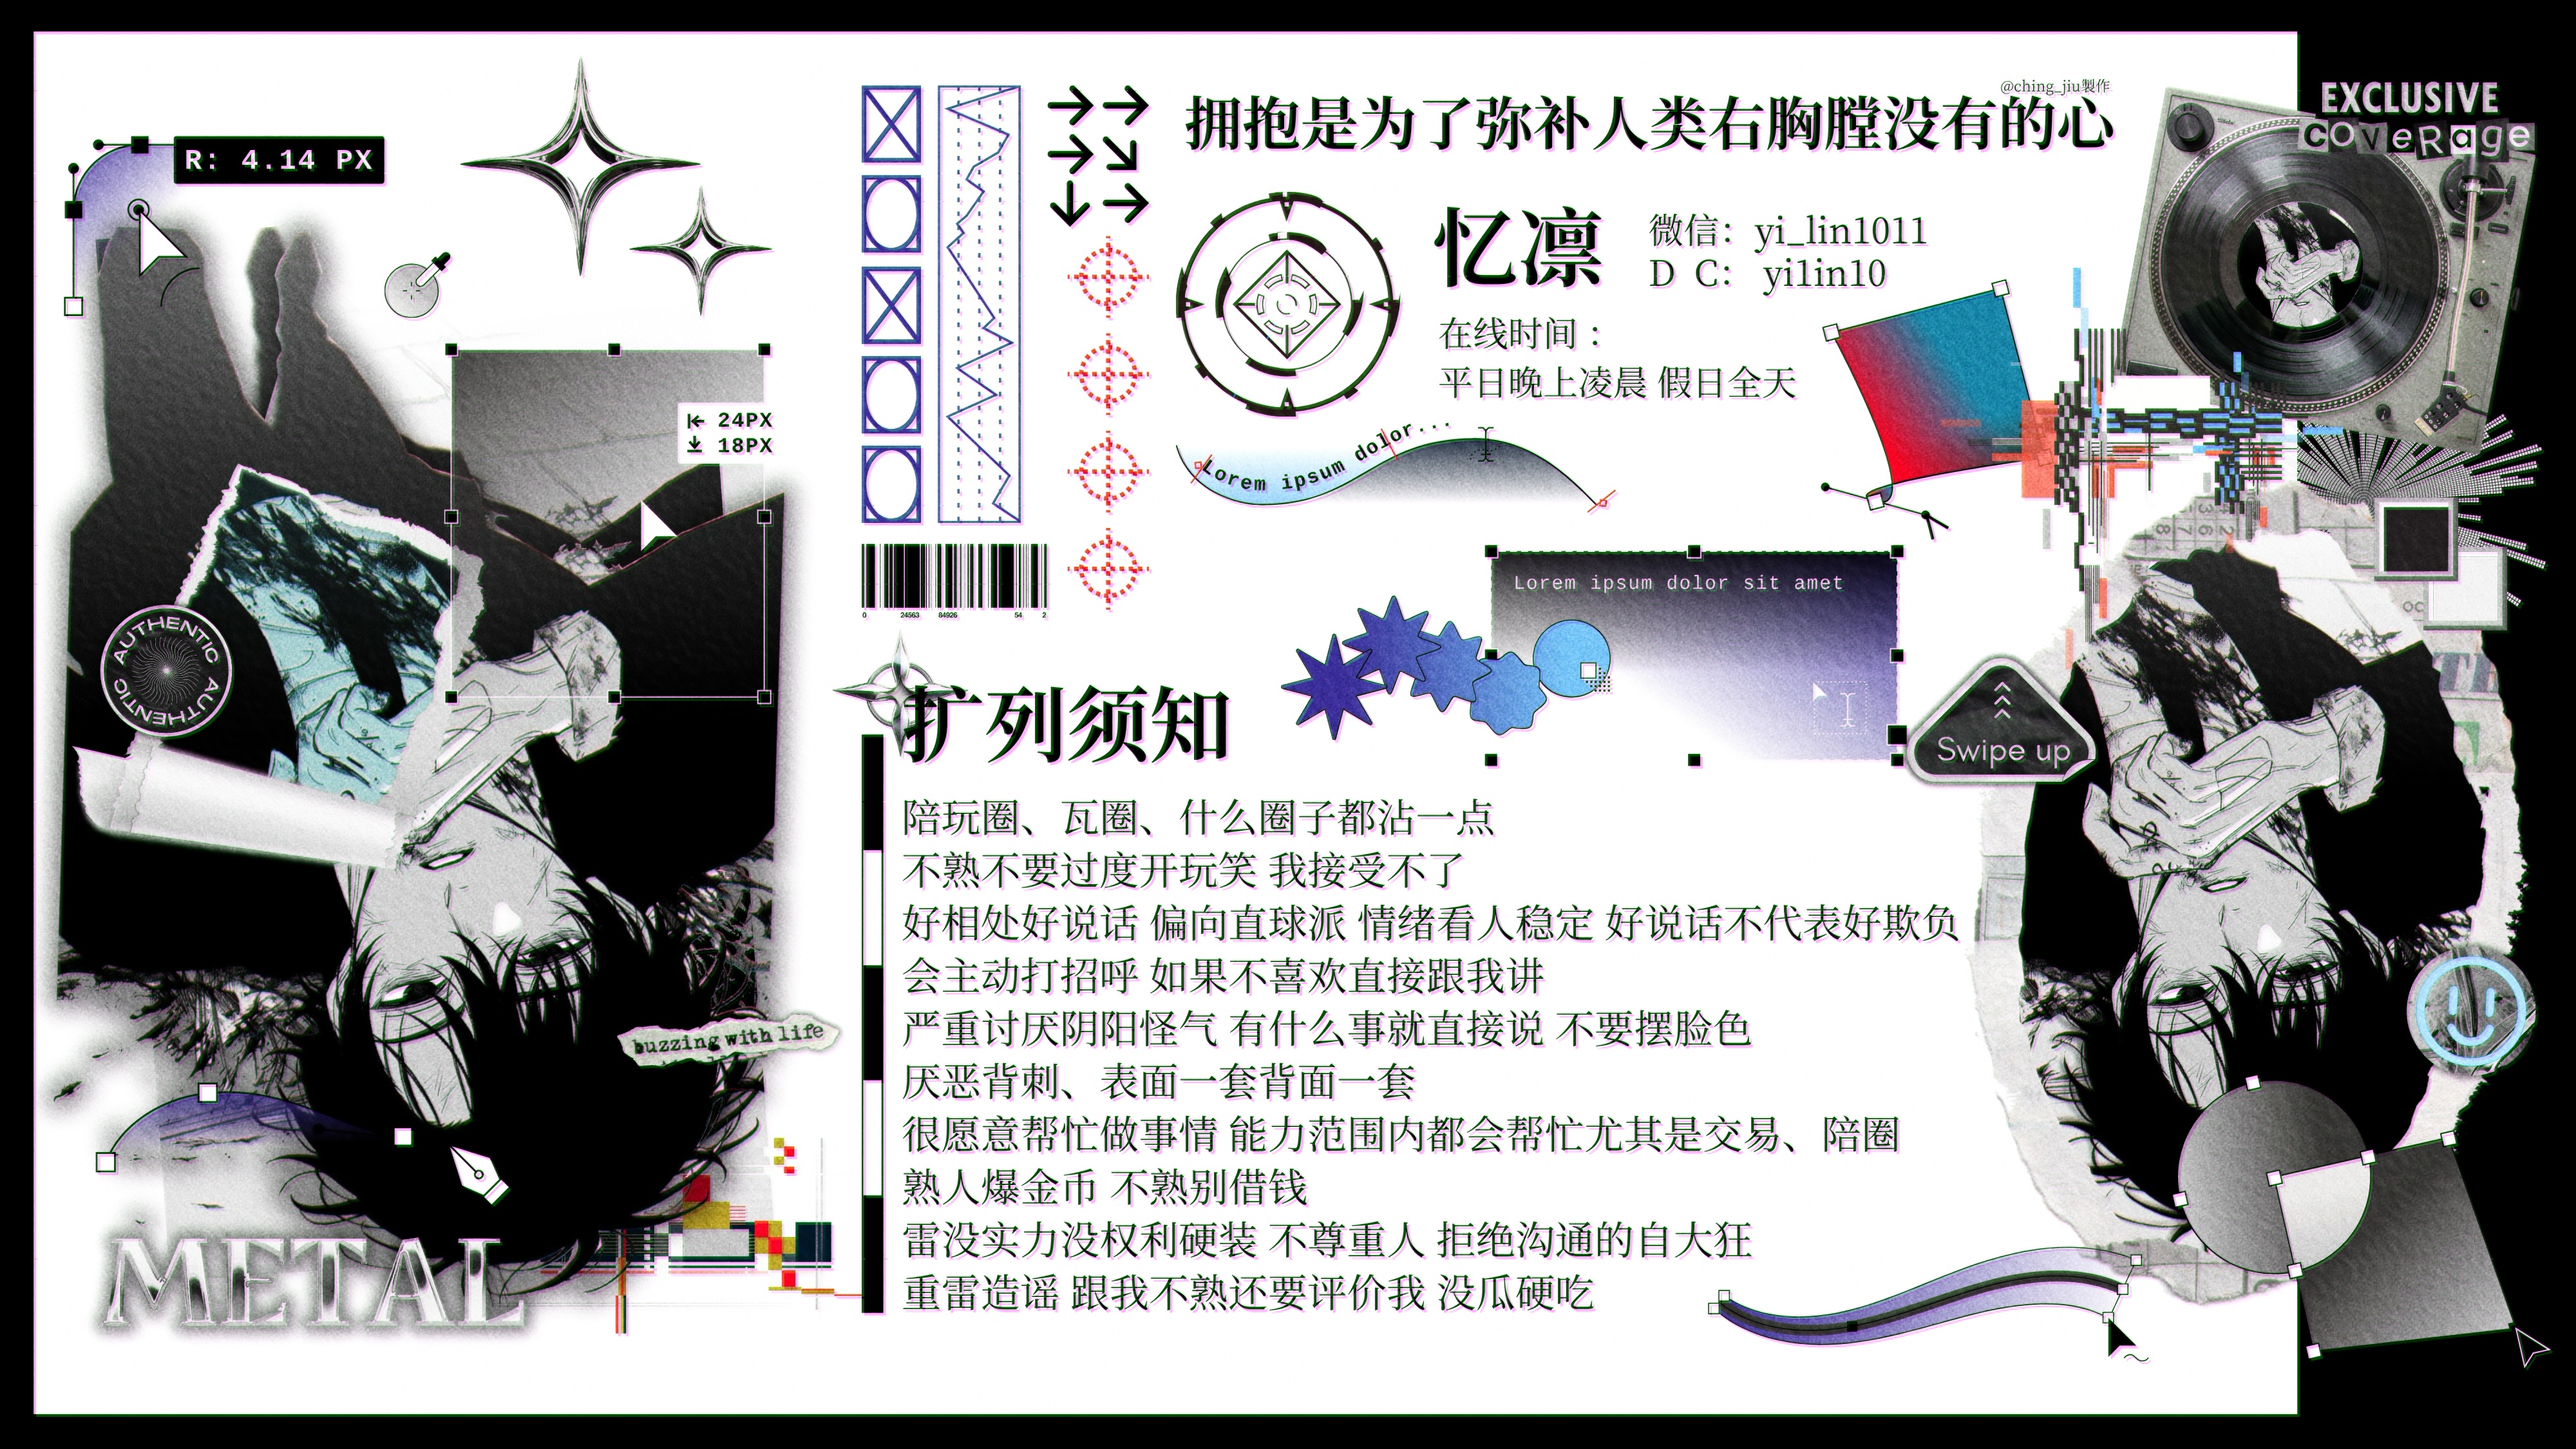 R: 4.14 PX
24PX
18PX
AUTHENTIC AUTHENTIC
buzzing with life
METAL
0 24563 84926 54 2
@ching_jiu製作
拥抱是为了弥补人类右胸膛没有的心
忆凛
微信：yi_lin1011
D C： yi1in10
在线时间：
平日晚上凌晨 假日全天
Lorem ipsum dolor...
Lorem ipsum dolor sit amet
扩列须知
陪玩圈、瓦圈、什么圈子都沾一点
不熟不要过度开玩笑 我接受不了
好相处好说话 偏向直球派 情绪看人稳定 好说话不代表好欺负
会主动打招呼 如果不喜欢直接跟我讲
严重讨厌阴阳怪气 有什么事就直接说 不要摆脸色
厌恶背刺、表面一套背面一套
很愿意帮忙做事情 能力范围内都会帮忙尤其是交易、陪圈
熟人爆金币 不熟别借钱
雷没实力没权利硬装 不尊重人 拒绝沟通的自大狂
重雷造谣 跟我不熟还要评价我 没瓜硬吃
EXCLUSIVE
coveRage
Swipe up